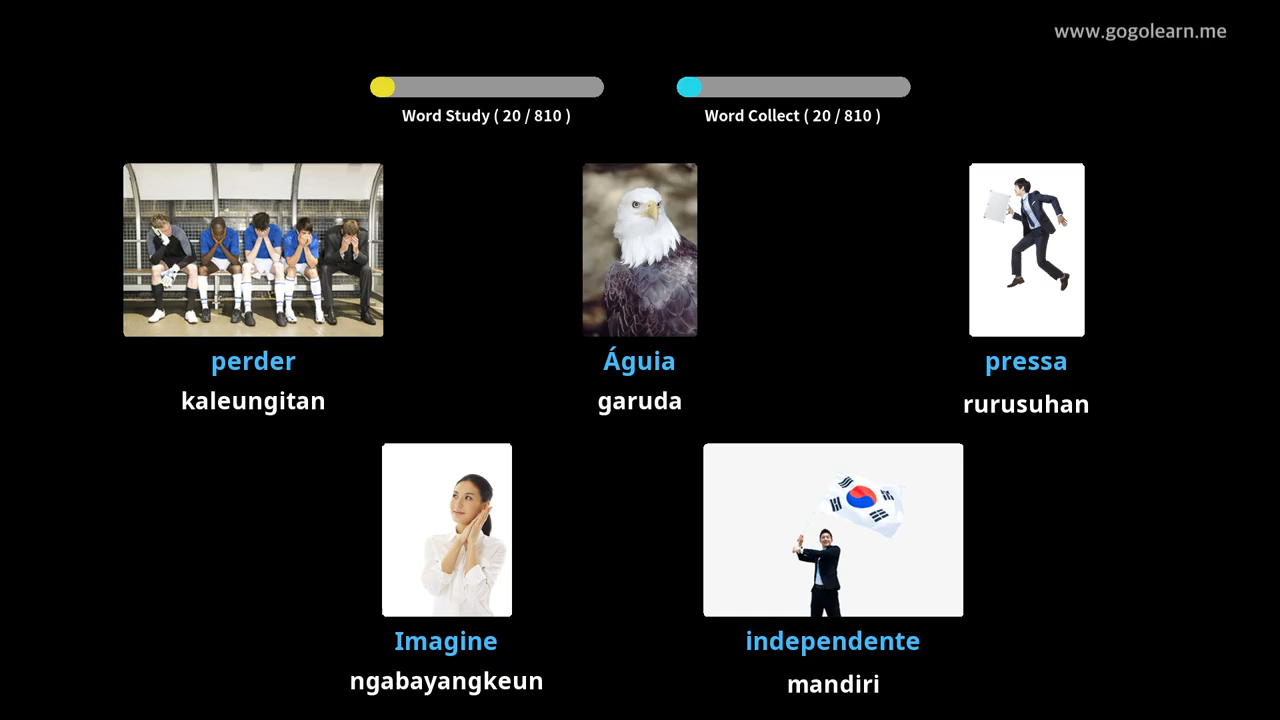 www.gogolearn.me
Word Study ( 20 / 810 )
Word Collect ( 20 / 810 )
perder
kaleungitan
Águia
garuda
pressa
rurusuhan
Imagine
ngabayangkeun
independente
mandiri